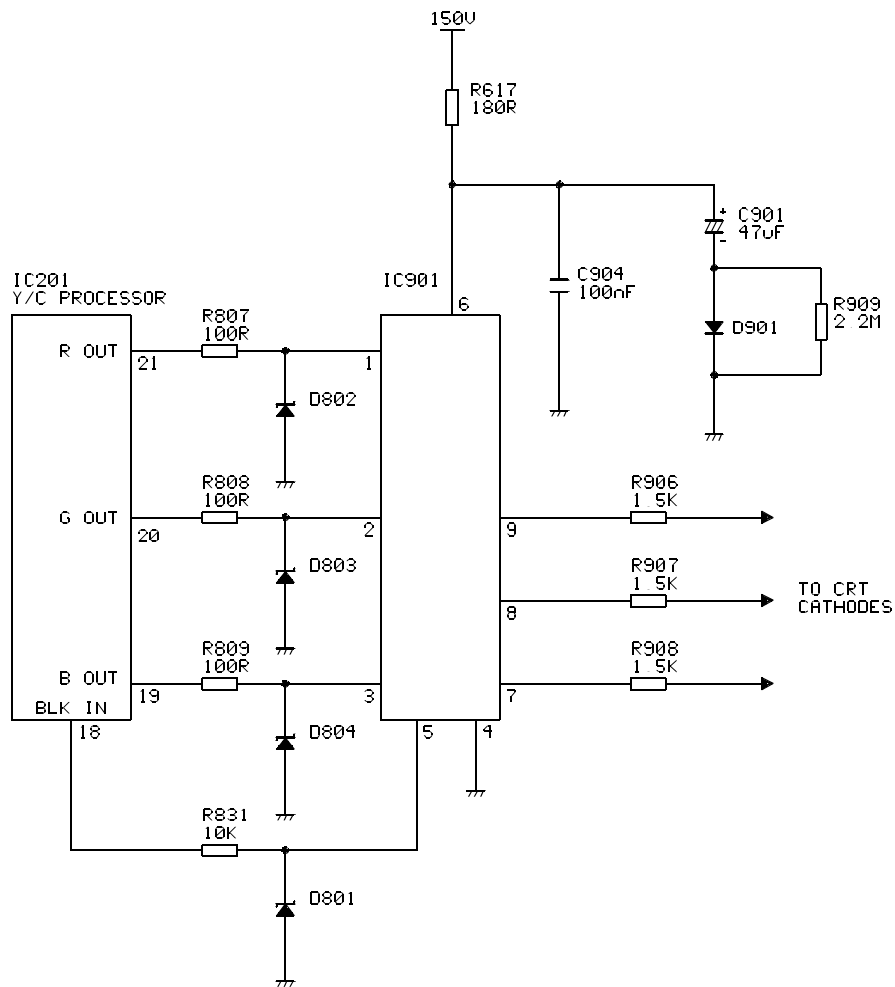 150V
R617
180R
C901
+
47uF
-
IC201
Y/C PROCESSOR
IC901
C904
100nF
6
R807
100R
D901
R909
2.2M
R OUT
21
1
D802
R808
100R
R906
1.5K
G OUT
20
2
9
D803
R907
1.5K
TO CRT
CATHODES
8
R809
100R
R908
1.5K
B OUT
19
3
7
BLK IN
18
D804
5
4
R831
10K
D801